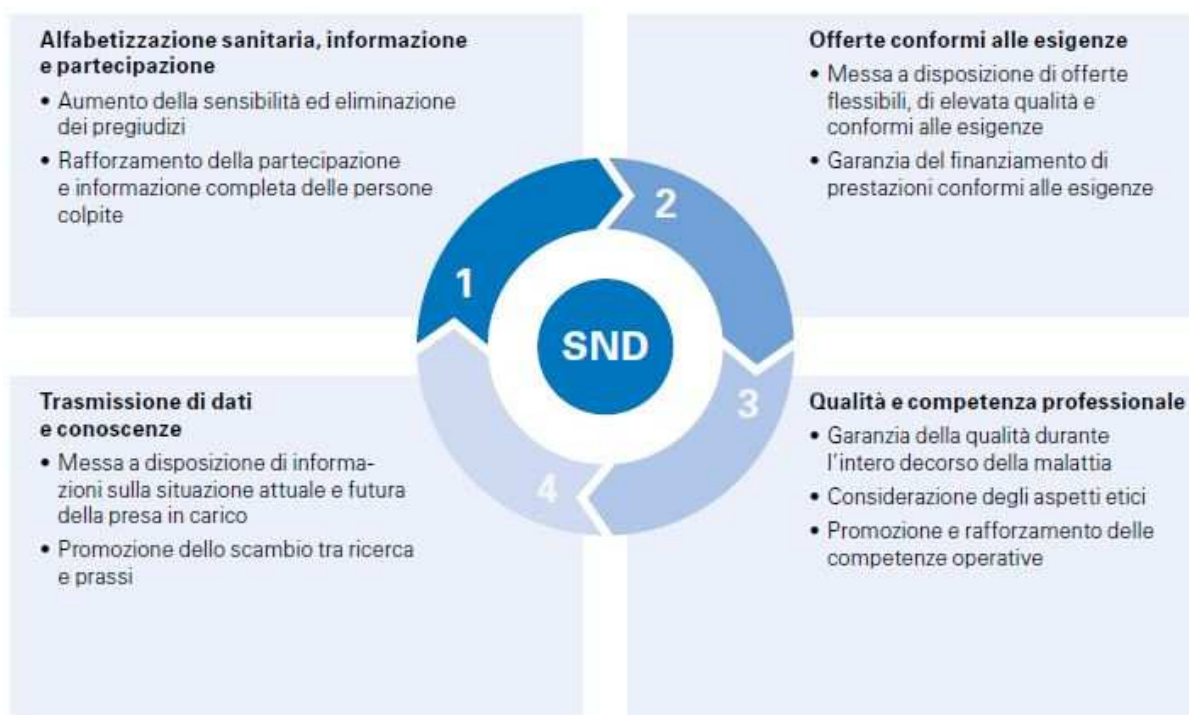 Alfabetizzazione sanitaria, informazione
e partecipazione
• Aumento della sensibilità ed eliminazione
dei pregiudizi
• Rafforzamento della partecipazione
e informazione completa delle persone
colpite
1
Offerte conformi alle esigenze
• Messa a disposizione di offerte
flessibili, di elevata qualità e
conformi alle esigenze
• Garanzia del finanziamento di
prestazioni conformi alle esigenze
2
SND
Qualità e competenza professionale
• Garanzia della qualità durante
l'intero decorso della malattia
• Considerazione degli aspetti etici
• Promozione e rafforzamento delle
competenze operative
3
Trasmissione di dati
e conoscenze
• Messa a disposizione di informa-
zioni sulla situazione attuale e futura
della presa in carico
• Promozione dello scambio tra ricerca
e prassi
4